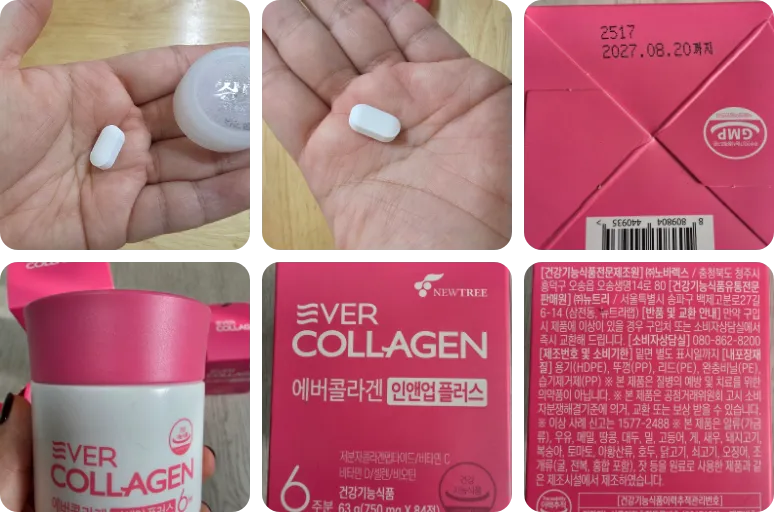 2517
2027.08.20까지
GMP
8 809804 440935 >
COLLAGEN
EVER
COLLAGEN
에버콜라겐
NEWTREE
EVER
COLLAGEN
에버콜라겐 인앤업 플러스
저분자콜라겐펩타이드/비타민 C
비타민 D/셀렌/비오틴
6주분
건강기능식품
63 g(750 mg X 84정)
[건강기능식품전문제조원] ㈜노바렉스 / 충청북도 청주시
흥덕구 오송읍 오송생명14로 80 [건강기능식품유통전문
판매원] ㈜뉴트리 / 서울특별시 송파구 백제고분로27길
6-14 (삼전동, 뉴트리랩) [반품 및 교환 안내] 만약 구입
시 제품에 이상이 있을 경우 구입처 또는 소비자상담실에서
즉시 교환해 드립니다. [소비자상담실] 080-862-8200
[제조번호 및 소비기한] 밑면 별도 표시일까지 [내포장재
질] 용기(HDPE), 뚜껑(PP), 리드(PE), 완충비닐(PE),
습기제거제(PP) ※ 본 제품은 질병의 예방 및 치료를 위한
의약품이 아닙니다. ※ 본 제품은 공정거래위원회 고시 소비
자분쟁해결기준에 의거, 교환 또는 보상 받을 수 있습니다.
※ 이상 사례 신고는 1577-2488 ※ 본 제품은 알류(가금
류), 우유, 메밀, 땅콩, 대두, 밀, 고등어, 게, 새우, 돼지고기,
복숭아, 토마토, 아황산류, 호두, 닭고기, 쇠고기, 오징어, 조
개류(굴, 전복, 홍합 포함), 잣 등을 원료로 사용한 제품과 같
은 제조시설에서 제조하였습니다.
[건강기능식품이력추적관리번호]